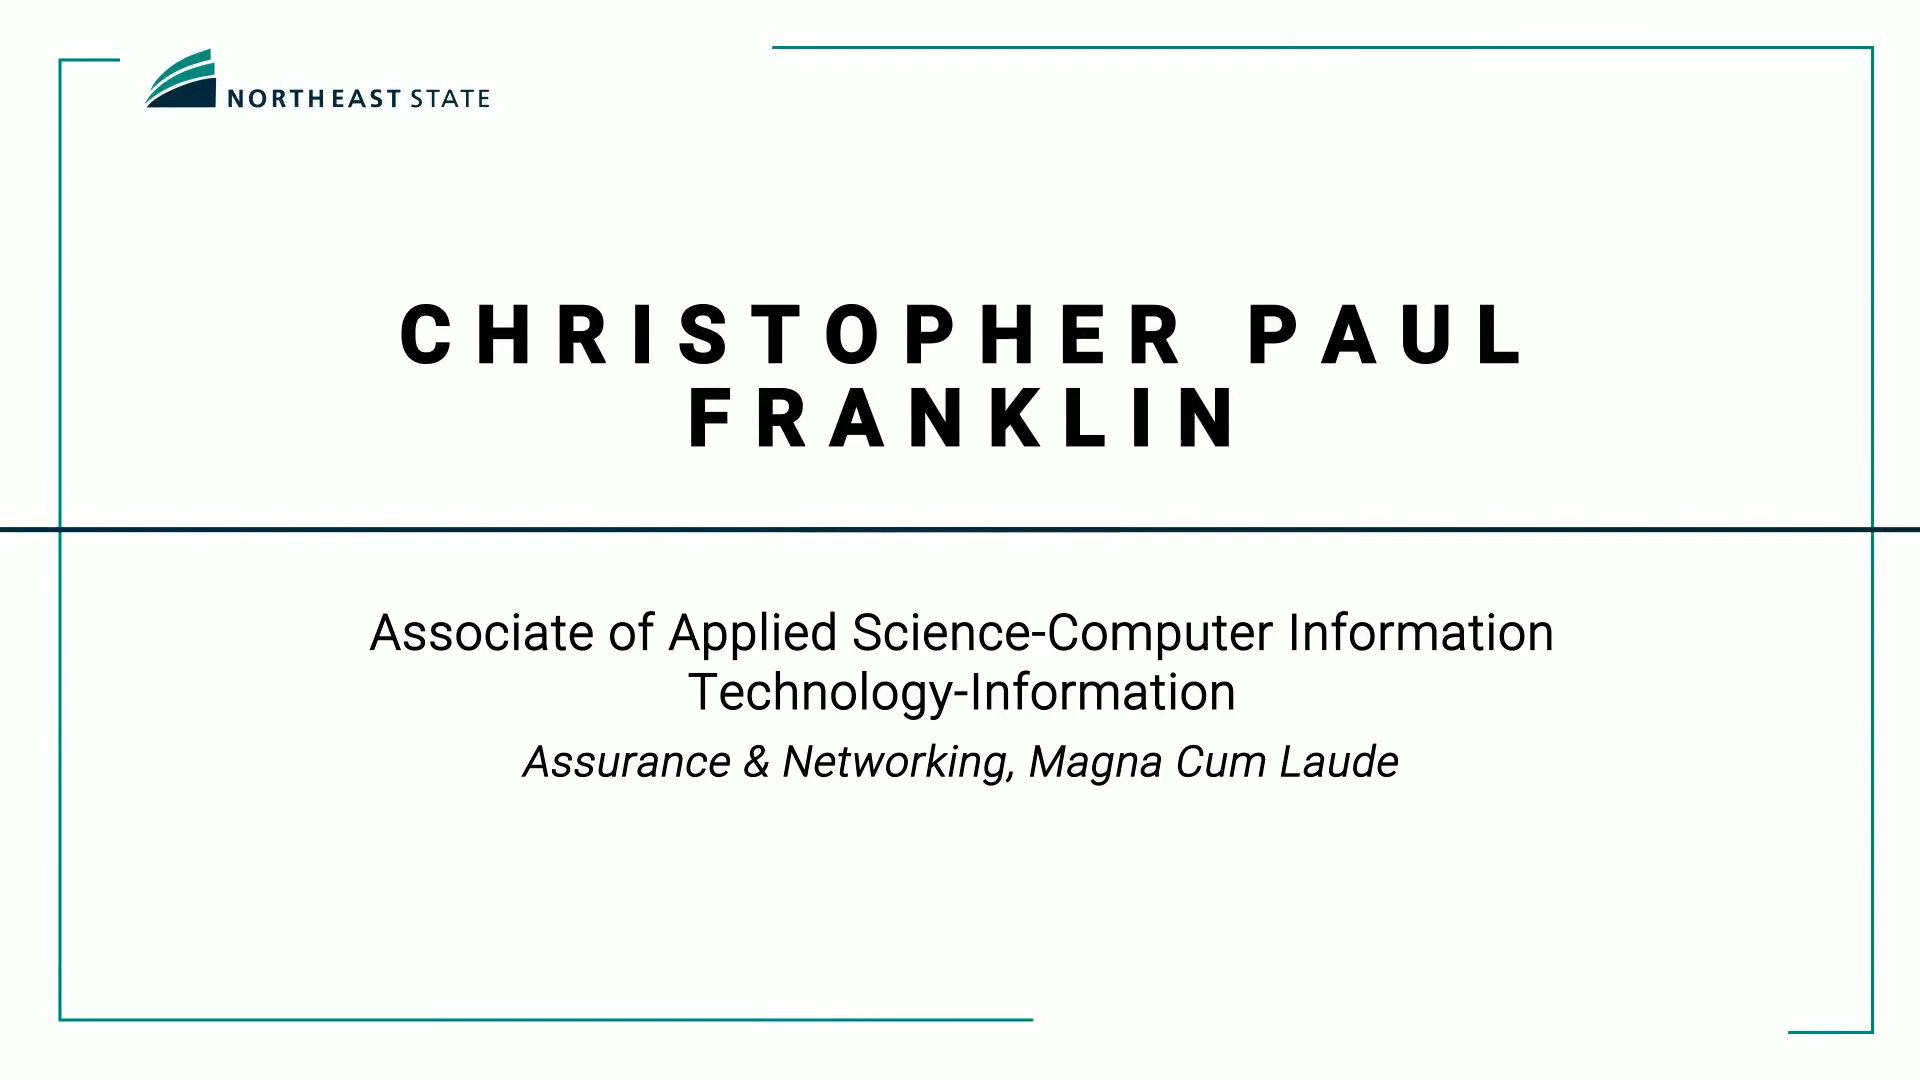 NORTHEAST STATE
CHRISTOPHER PAUL
FRANKLIN
Associate of Applied Science-Computer Information
Technology-Information
Assurance & Networking, Magna Cum Laude